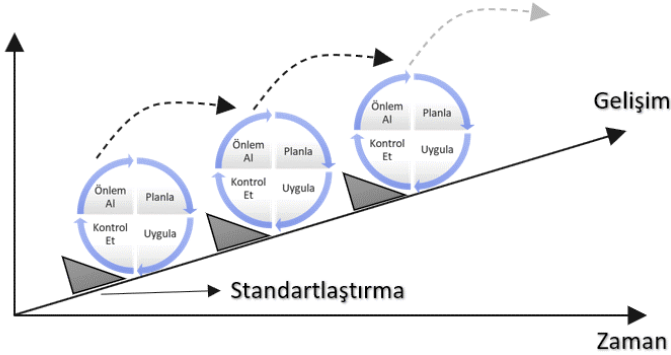 Önlem
Al
Planla
Kontrol
Et
Uygula
Önlem
Al
Planla
Kontrol
Et
Uygula
Önlem
Al
Planla
Kontrol
Et
Uygula
Gelişim
Standartlaştırma
Zaman